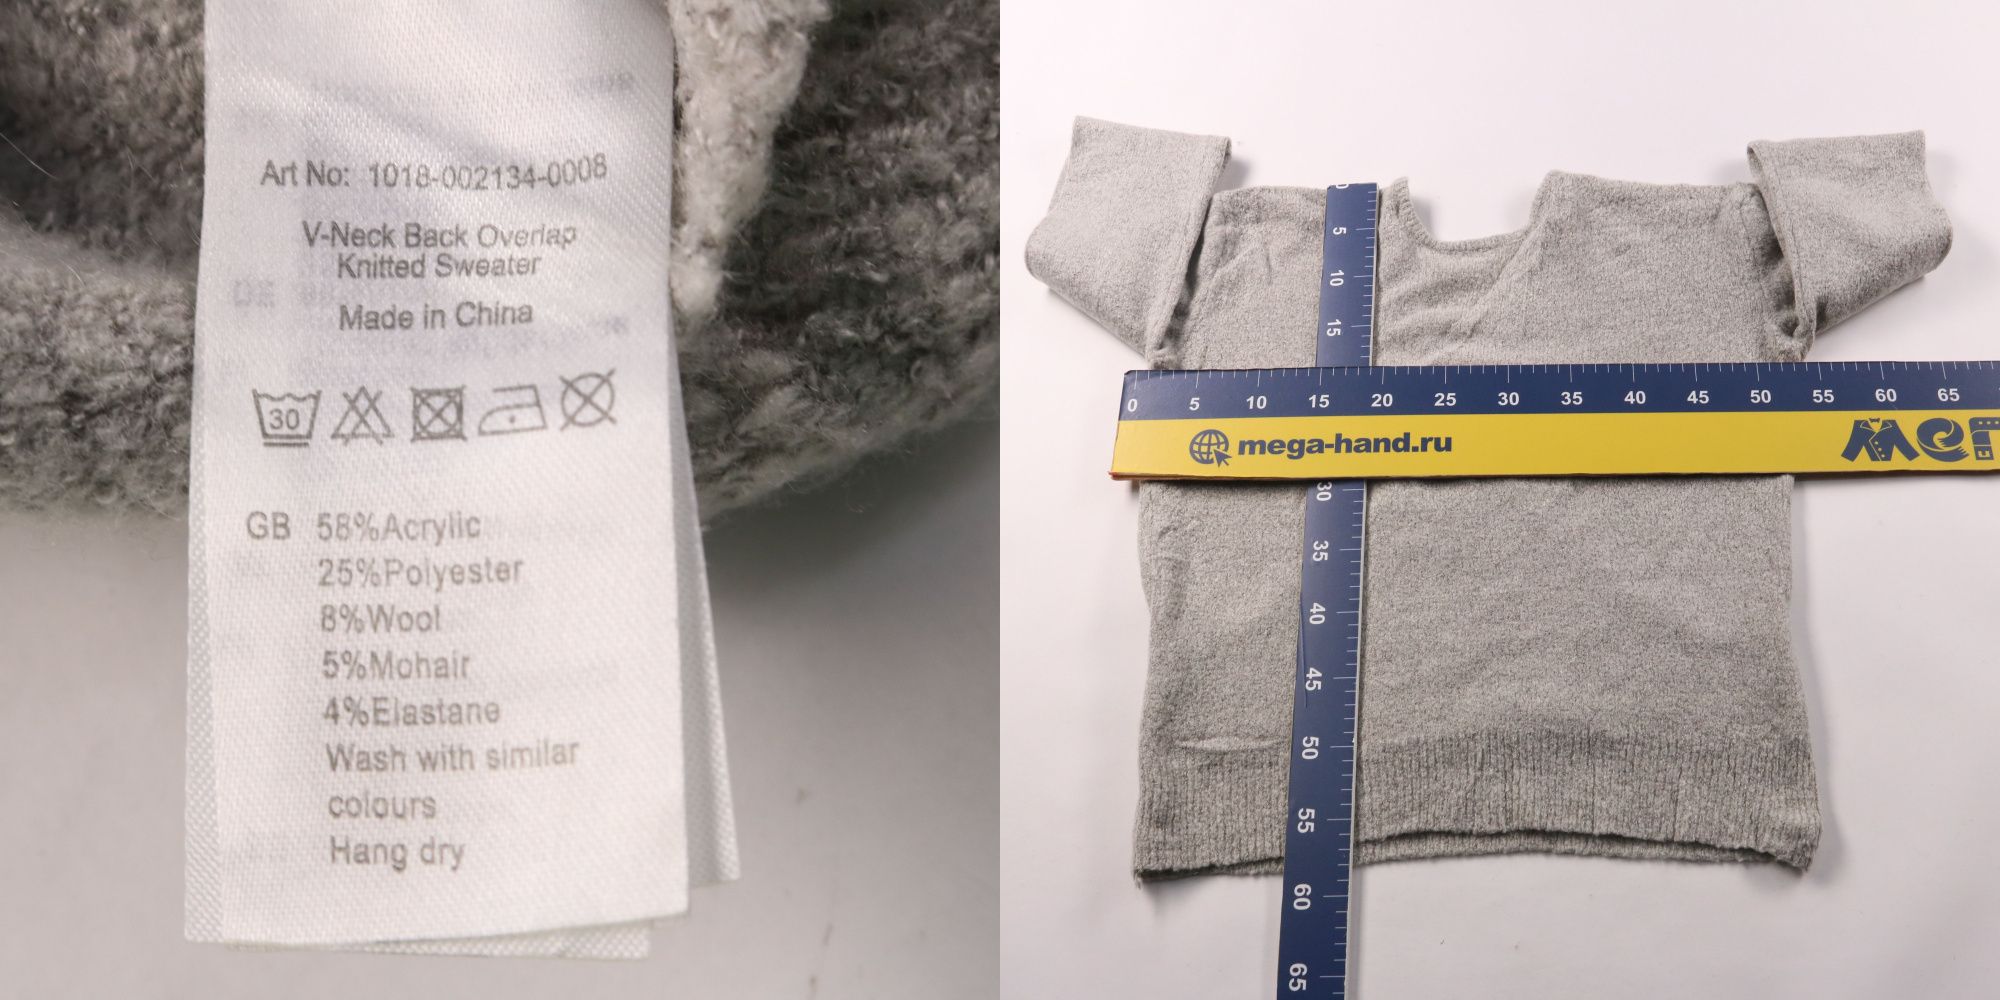 Art No: 1018-002134-0008
V-Neck Back Overlap
Knitted Sweater
Made in China
30
GB 58%Acrylic
25%Polyester
8%Wool
5%Mohair
4%Elastane
Wash with similar
colours
Hang dry
0
5
10
15
0 5 10 15 20 25 30 35 40 45 50 55 60 65
mega-hand.ru
30
35
40
45
50
55
60
65